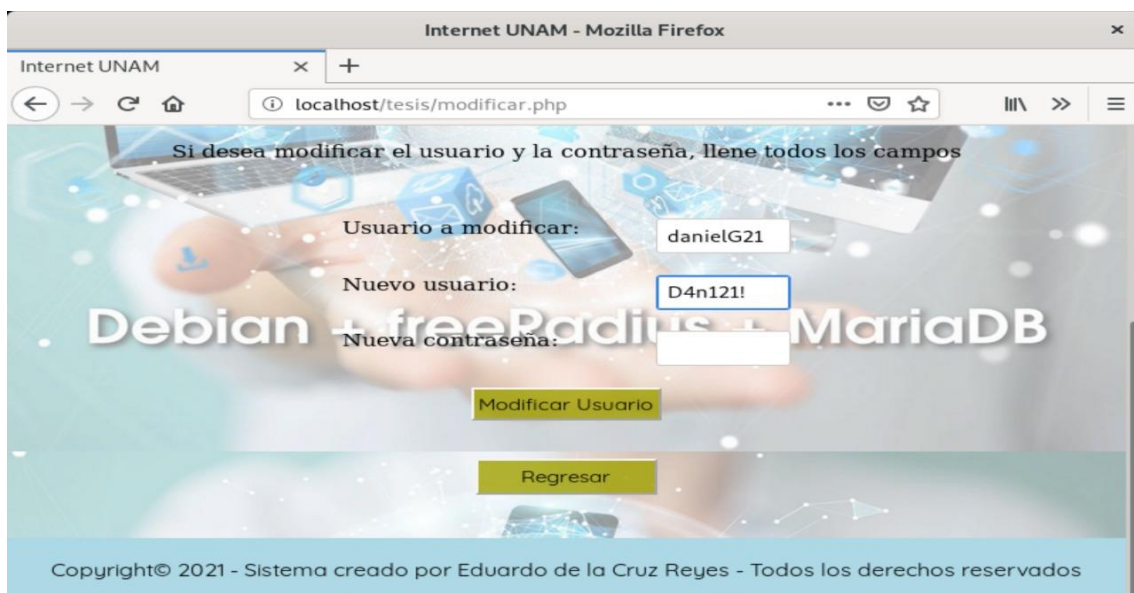 Internet UNAM - Mozilla Firefox
Internet UNAM
localhost/tesis/modificar.php
Si desea modificar el usuario y la contraseña, llene todos los campos
Usuario a modificar: danielG21
Nuevo usuario: D4n121!
Debian + freeRadius + MariaDB
Nueva contraseña:
Modificar Usuario
Regresar
Copyright© 2021 - Sistema creado por Eduardo de la Cruz Reyes - Todos los derechos reservados